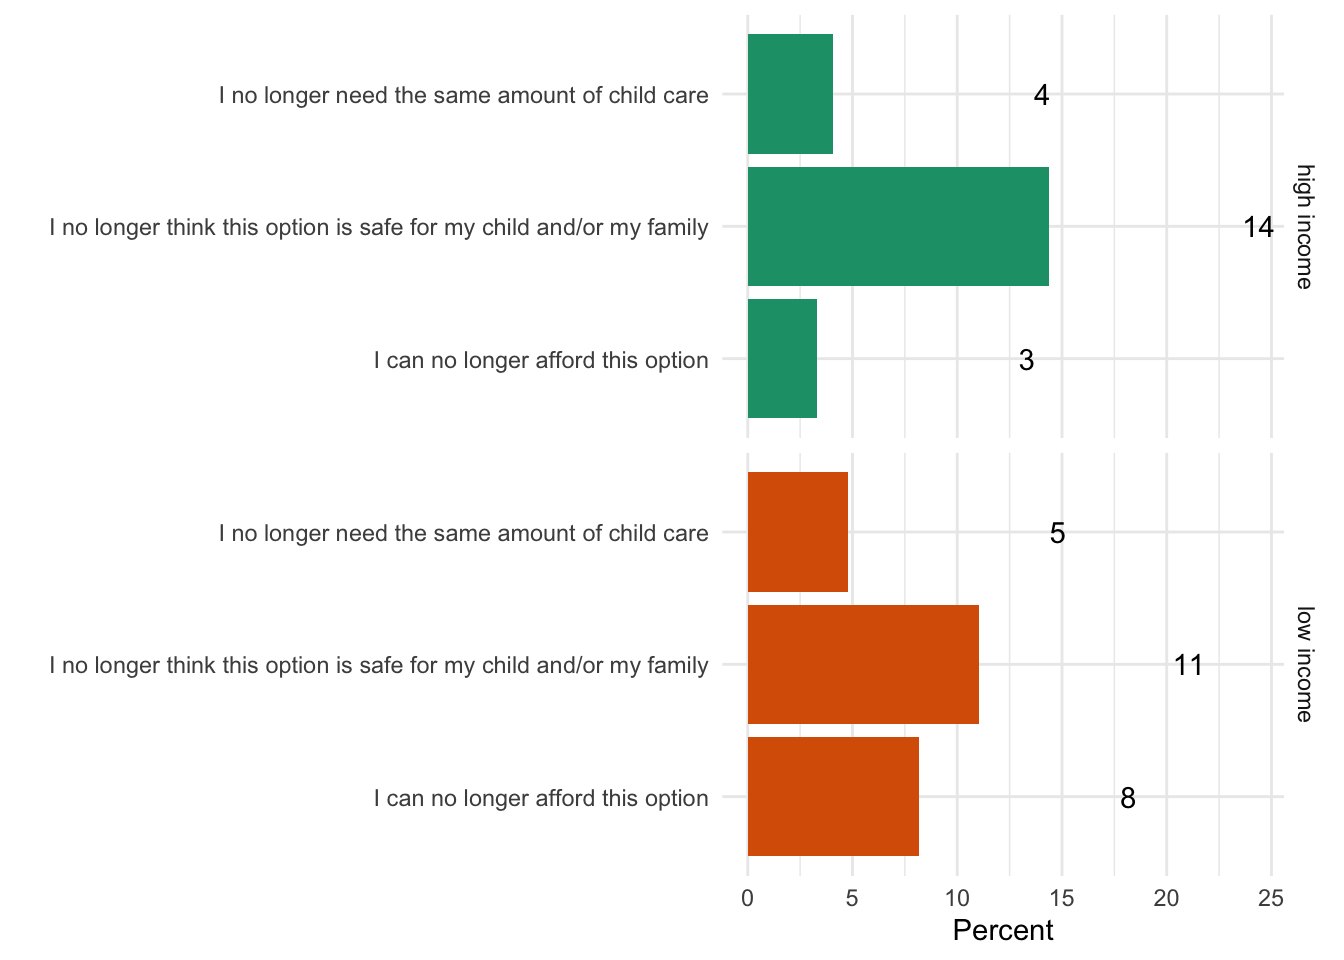 I no longer need the same amount of child care
4
I no longer think this option is safe for my child and/or my family
14
I can no longer afford this option
3
high income
I no longer need the same amount of child care
5
I no longer think this option is safe for my child and/or my family
11
I can no longer afford this option
8
low income
0 5 10 15 20 25
Percent